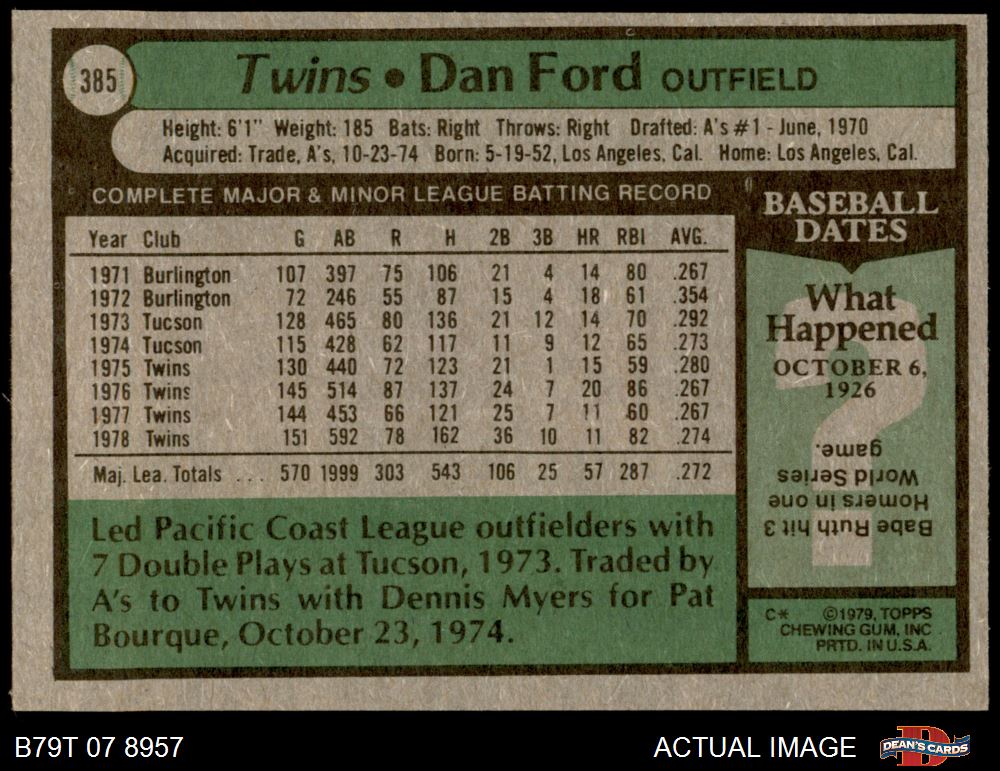 385
Twins • Dan Ford OUTFIELD
Height: 6'1" Weight: 185 Bats: Right Throws: Right Drafted: A's #1 - June, 1970
Acquired: Trade, A's, 10-23-74 Born: 5-19-52, Los Angeles, Cal. Home: Los Angeles, Cal.
COMPLETE MAJOR & MINOR LEAGUE BATTING RECORD
Year Club G AB R H 2B 3B HR RBI AVG.
1971 Burlington 107 397 75 106 21 4 14 80 .267
1972 Burlington 72 246 55 87 15 4 18 61 .354
1973 Tucson 128 465 80 136 21 12 14 70 .292
1974 Tucson 115 428 62 117 11 9 12 65 .273
1975 Twins 130 440 72 123 21 1 15 59 .280
1976 Twins 145 514 87 137 24 7 20 86 .267
1977 Twins 144 453 66 121 25 7 11 60 .267
1978 Twins 151 592 78 162 36 10 11 82 .274
Maj. Lea. Totals ... 570 1999 303 543 106 25 57 287 .272
Led Pacific Coast League outfielders with
7 Double Plays at Tucson, 1973. Traded by
A's to Twins with Dennis Myers for Pat
Bourque, October 23, 1974.
BASEBALL
DATES
What
Happened
OCTOBER 6,
1926
?
Babe Ruth hit 3
Homers in one
World Series
game.
C* ©1979, TOPPS
CHEWING GUM, INC
PRTD. IN U.S.A.
B79T 07 8957
ACTUAL IMAGE
DEAN'S CARDS